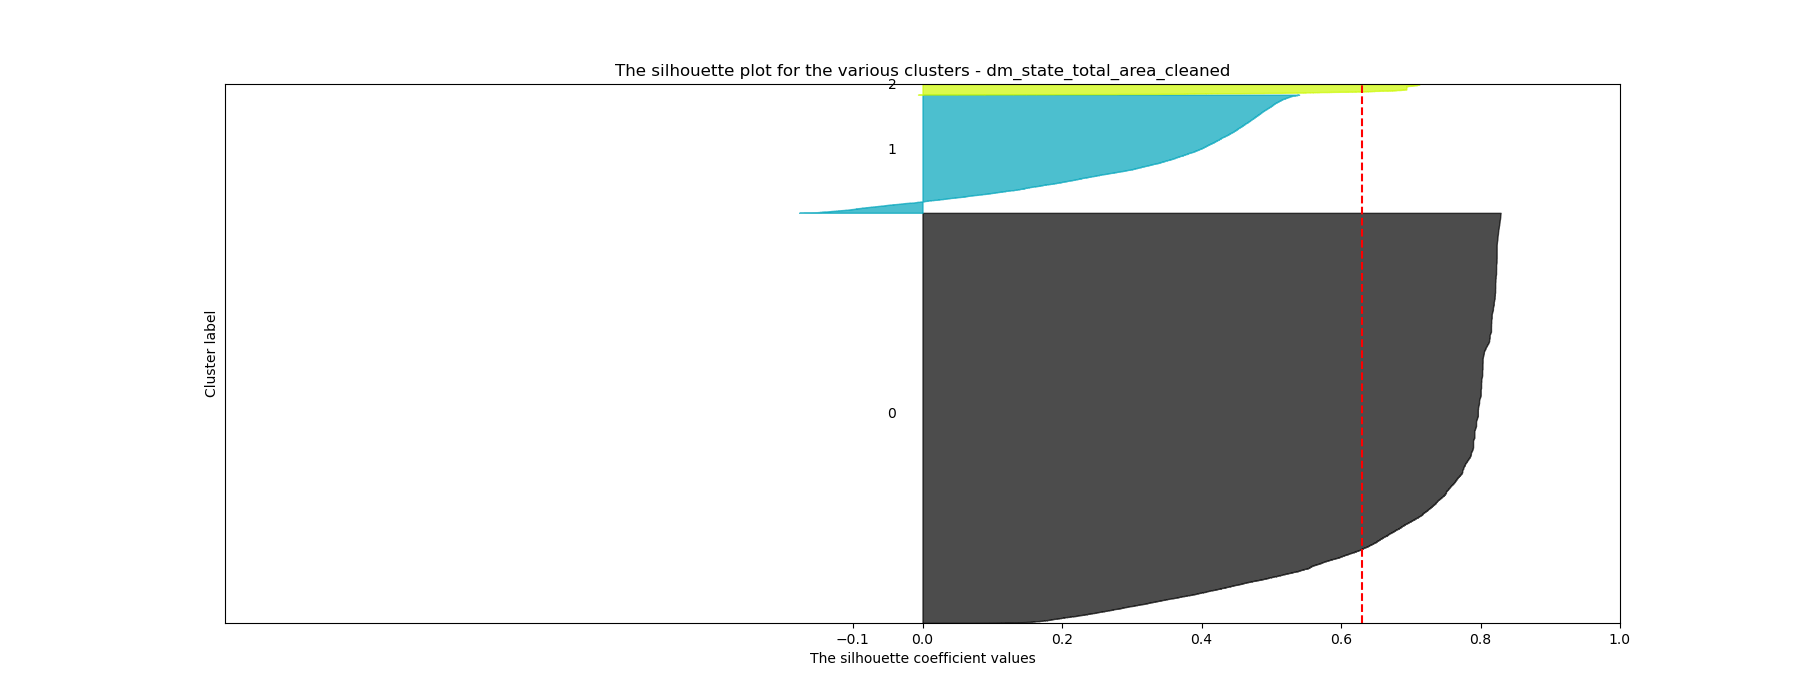 The silhouette plot for the various clusters - dm_state_total_area_cleaned
2
1
0
Cluster label
−0.1 0.0 0.2 0.4 0.6 0.8 1.0
The silhouette coefficient values